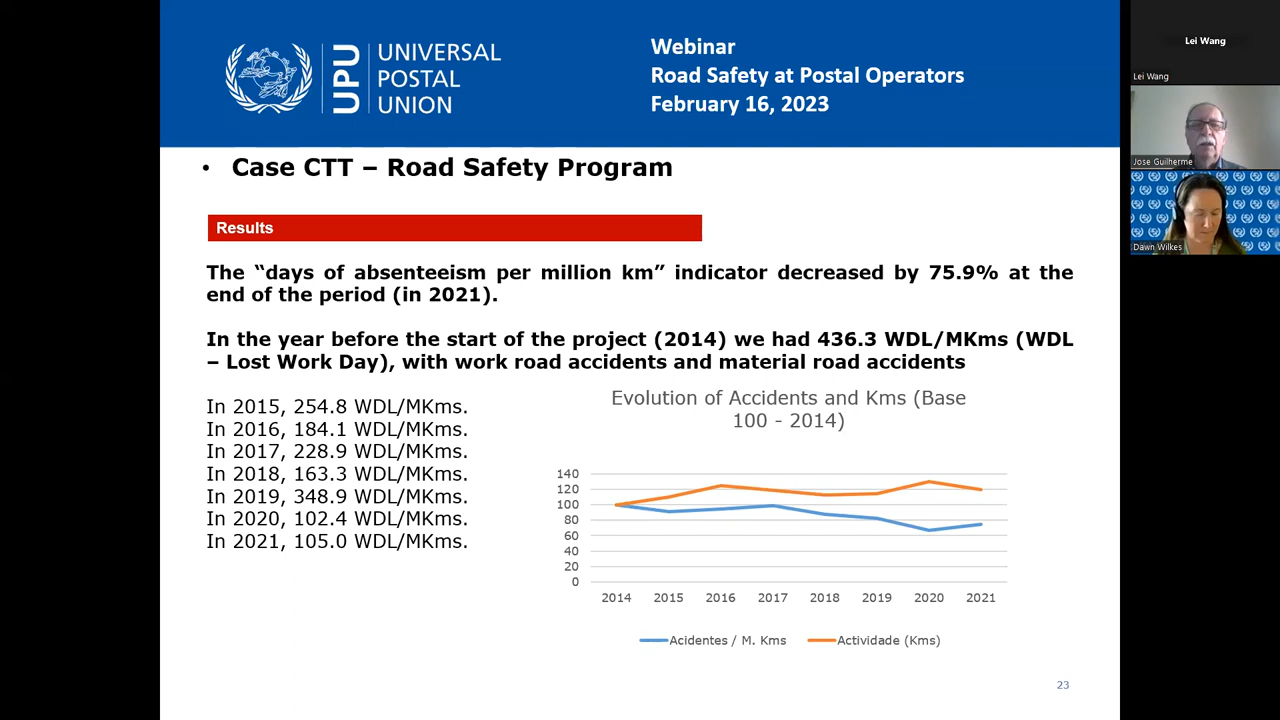 UPU
UNIVERSAL
POSTAL
UNION
Webinar
Road Safety at Postal Operators
February 16, 2023
• Case CTT – Road Safety Program
Results
The “days of absenteeism per million km” indicator decreased by 75.9% at the
end of the period (in 2021).
In the year before the start of the project (2014) we had 436.3 WDL/MKms (WDL
– Lost Work Day), with work road accidents and material road accidents
In 2015, 254.8 WDL/MKms.
In 2016, 184.1 WDL/MKms.
In 2017, 228.9 WDL/MKms.
In 2018, 163.3 WDL/MKms.
In 2019, 348.9 WDL/MKms.
In 2020, 102.4 WDL/MKms.
In 2021, 105.0 WDL/MKms.
Evolution of Accidents and Kms (Base
100 - 2014)
140
120
100
80
60
40
20
0
2014 2015 2016 2017 2018 2019 2020 2021
Acidentes / M. Kms Actividade (Kms)
23
Lei Wang
Lei Wang
Jose Guilherme
Dawn Wilkes